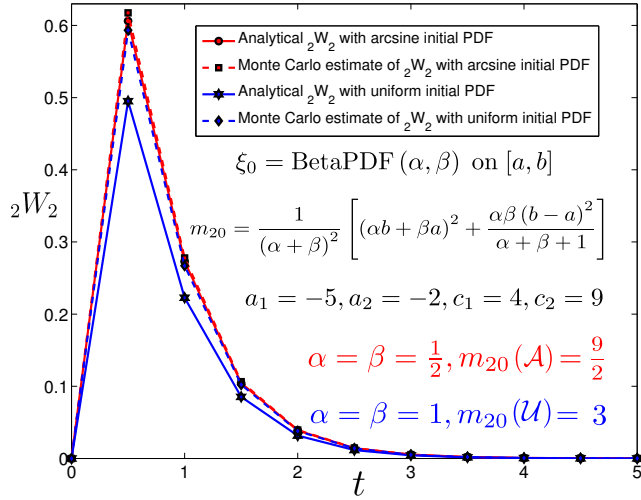 0.6
0.5
0.4
0.3
0.2
0.1
0
₂W₂
Analytical ₂W₂ with arcsine initial PDF
Monte Carlo estimate of ₂W₂ with arcsine initial PDF
Analytical ₂W₂ with uniform initial PDF
Monte Carlo estimate of ₂W₂ with uniform initial PDF
ξ₀ = BetaPDF (α, β) on [a, b]
m₂₀ = 1/(α + β)² [(αb + βa)² + αβ (b − a)²/(α + β + 1)]
a₁ = −5, a₂ = −2, c₁ = 4, c₂ = 9
α = β = 1/2, m₂₀(𝒜) = 9/2
α = β = 1, m₂₀(𝒰) = 3
0 1 2 3 4 5
t